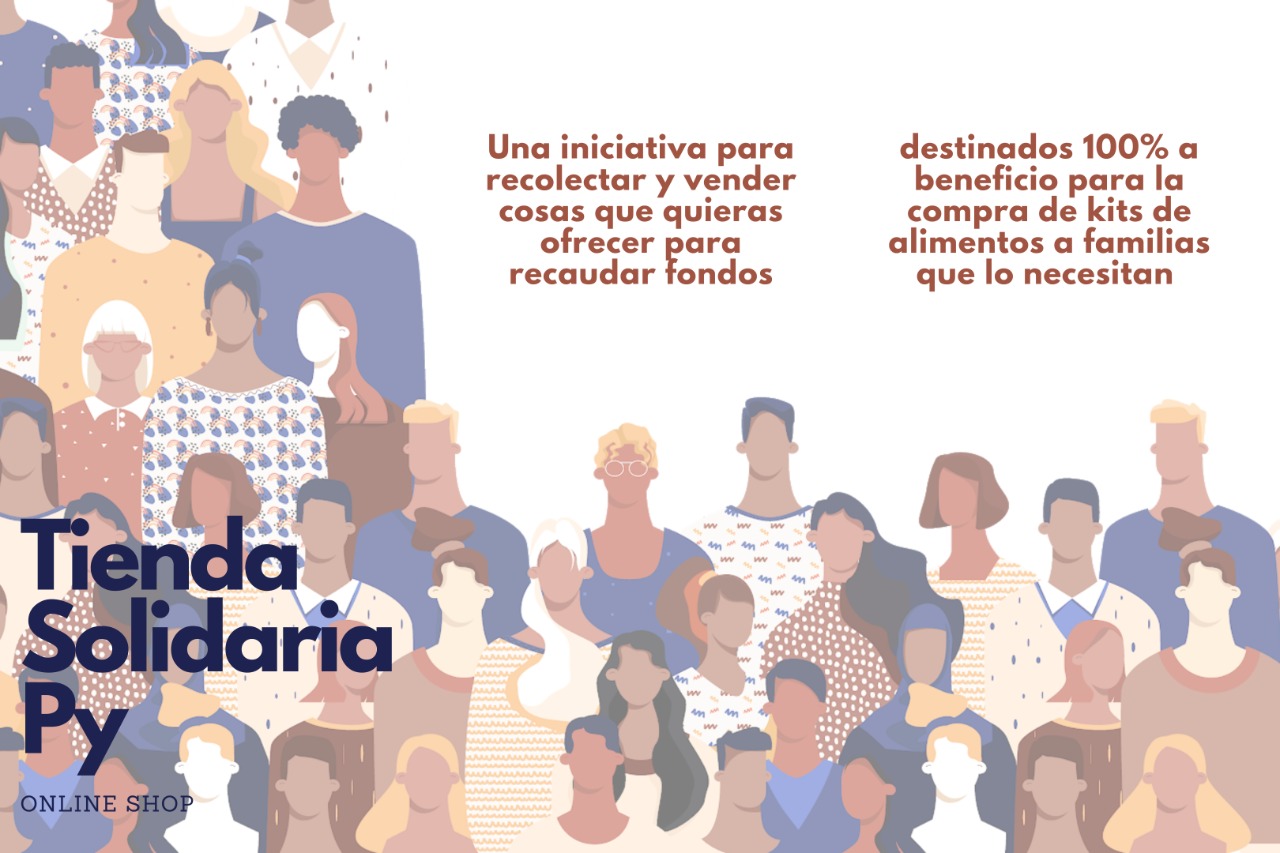 Una iniciativa para
recolectar y vender
cosas que quieras
ofrecer para
recaudar fondos
destinados 100% a
beneficio para la
compra de kits de
alimentos a familias
que lo necesitan
Tienda
Solidaria
Py
ONLINE SHOP